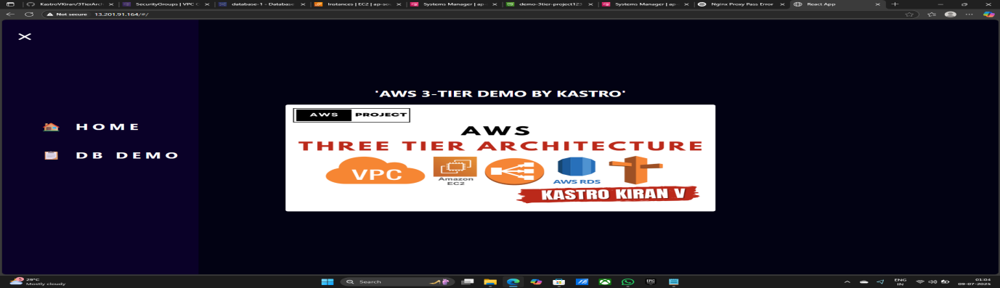 KastroVKiran/3TierArch
SecurityGroups | VPC C
database-1 - Database
Instances | EC2 | ap-sou
Systems Manager | ap-
demo-3tier-project123
Systems Manager | ap-
Nginx Proxy Pass Error
React App
Not secure
13.201.91.164/#/
HOME
DB DEMO
'AWS 3-TIER DEMO BY KASTRO'
AWS PROJECT
AWS
THREE TIER ARCHITECTURE
VPC
Amazon
EC2
AWS RDS
KASTRO KIRAN V
29°C
Mostly cloudy
Search
ENG
IN
01:04
09-07-2025